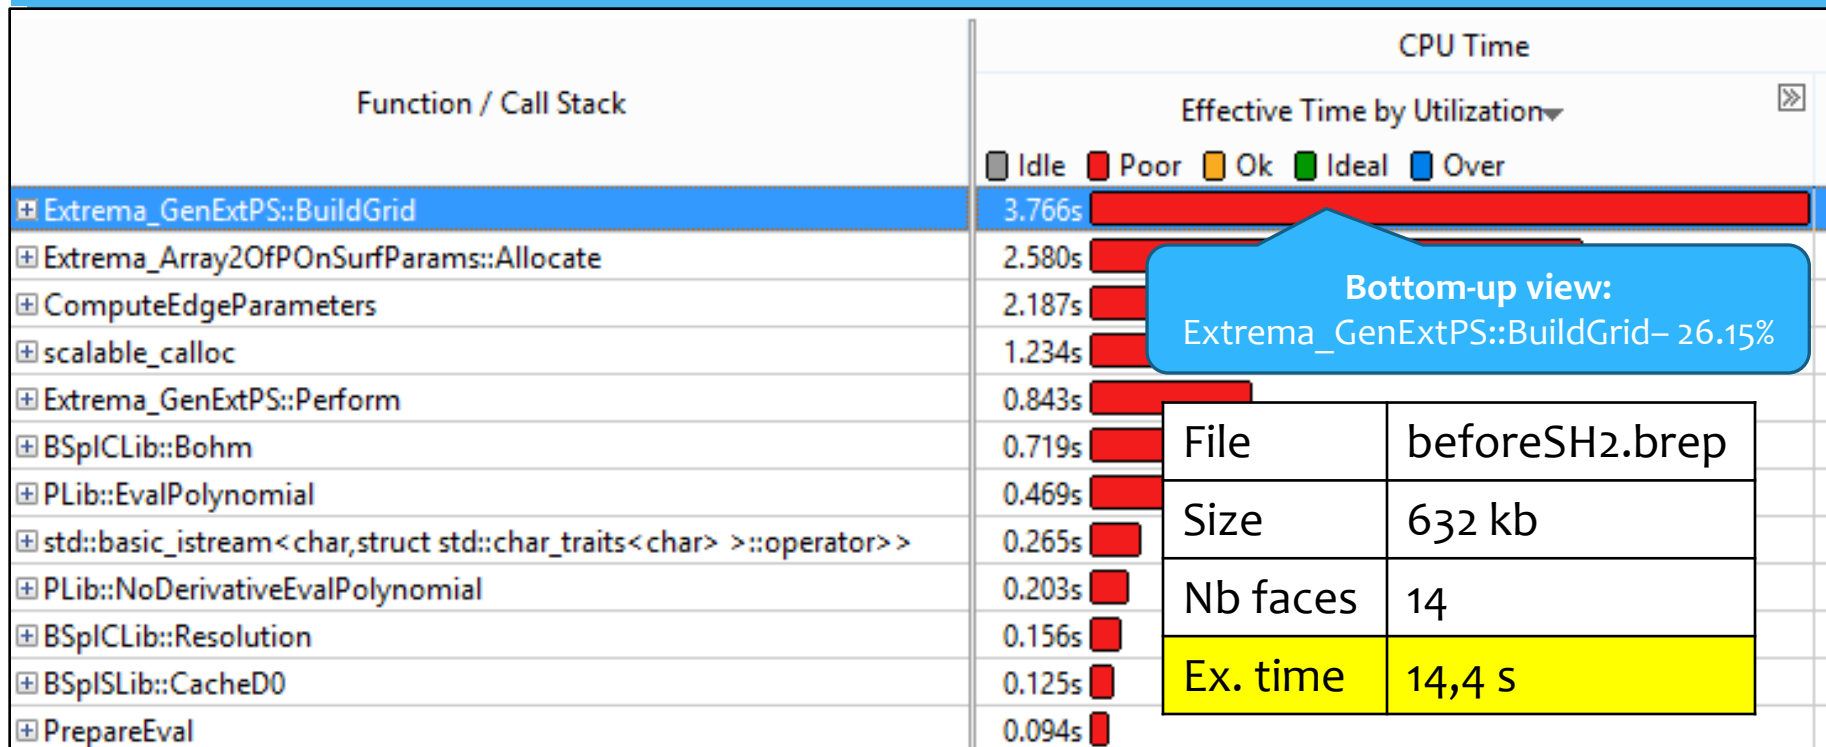 CPU Time
Function / Call Stack
Effective Time by Utilization
Idle Poor Ok Ideal Over
Extrema_GenExtPS::BuildGrid 3.766s
Extrema_Array2OfPOnSurfParams::Allocate 2.580s
ComputeEdgeParameters 2.187s
scalable_calloc 1.234s
Extrema_GenExtPS::Perform 0.843s
BSplCLib::Bohm 0.719s
PLib::EvalPolynomial 0.469s
std::basic_istream<char,struct std::char_traits<char> >::operator>> 0.265s
PLib::NoDerivativeEvalPolynomial 0.203s
BSplCLib::Resolution 0.156s
BSplSLib::CacheD0 0.125s
PrepareEval 0.094s
Bottom-up view:
Extrema_GenExtPS::BuildGrid– 26.15%
File beforeSH2.brep
Size 632 kb
Nb faces 14
Ex. time 14,4 s